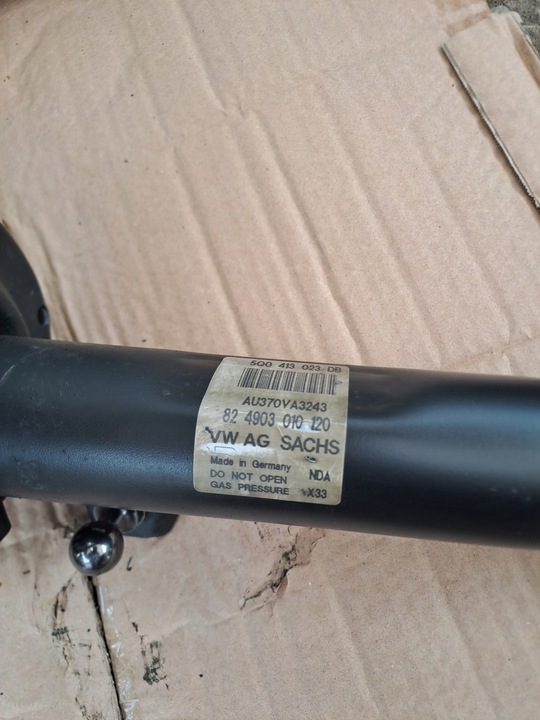 5Q0 413 023 DB
AU370VA3243
82 4903 010 120
VW AG SACHS
Made in Germany NDA
DO NOT OPEN
GAS PRESSURE X33